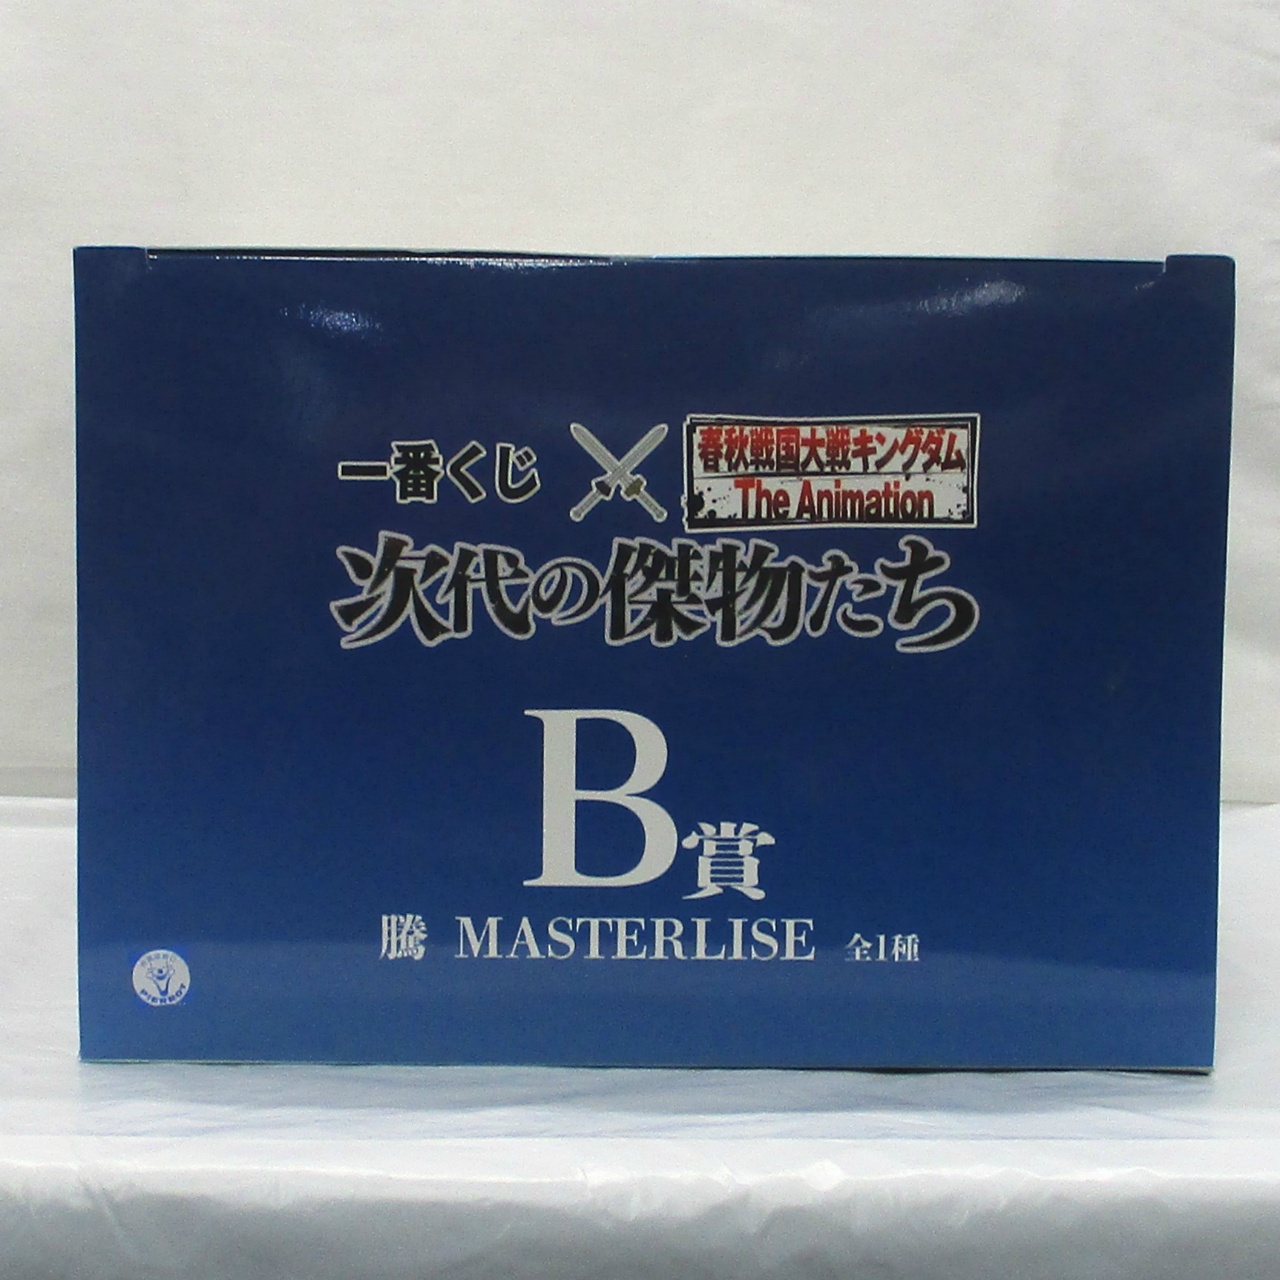 一番くじ
春秋戦国大戦キングダム
The Animation
次代の傑物たち
B賞
騰 MASTERLISE 全1種
PIERROT